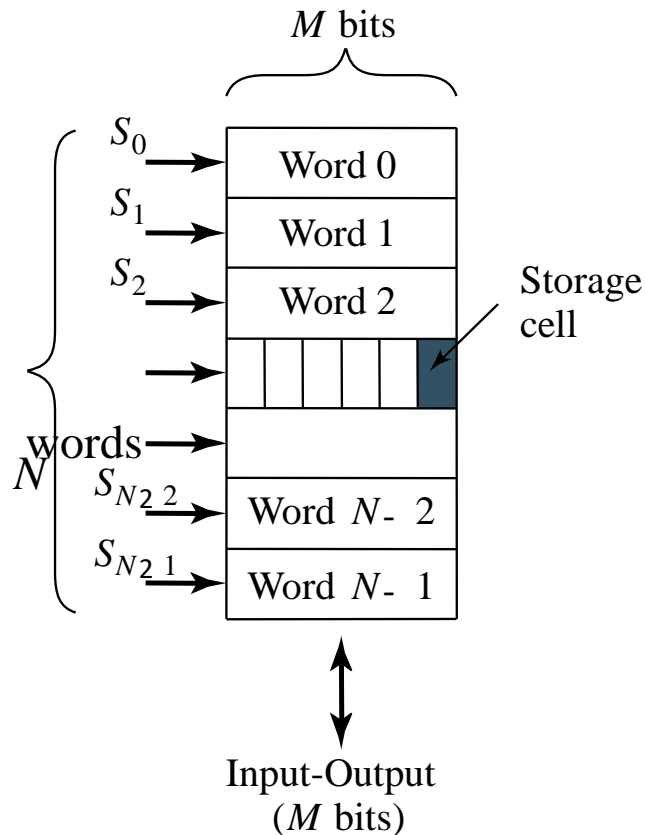 M bits
S0
Word 0
S1
Word 1
S2
Word 2
Storage
cell
words
N
SN2 2
Word N- 2
SN2 1
Word N- 1
Input-Output
(M bits)